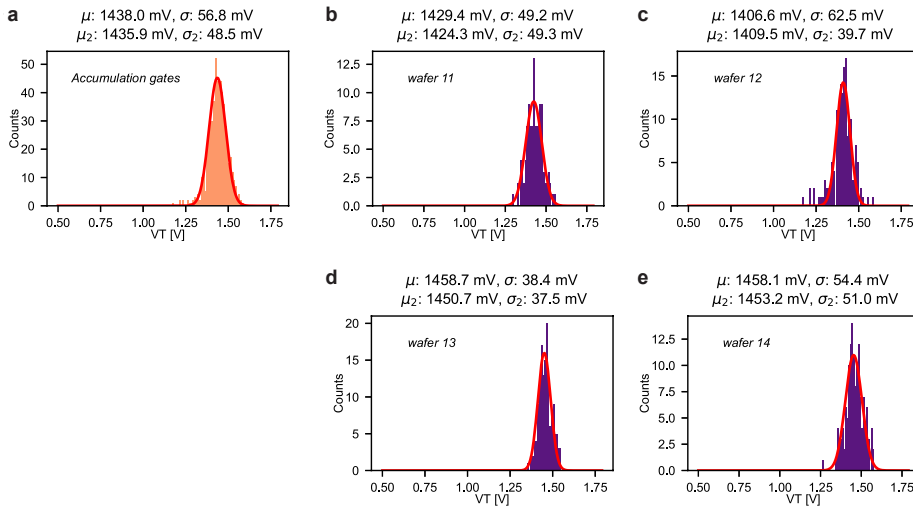 a
μ: 1438.0 mV, σ: 56.8 mV
μ₂: 1435.9 mV, σ₂: 48.5 mV
Accumulation gates
Counts
50
40
30
20
10
0
0.50 0.75 1.00 1.25 1.50 1.75
VT [V]
b
μ: 1429.4 mV, σ: 49.2 mV
μ₂: 1424.3 mV, σ₂: 49.3 mV
wafer 11
Counts
12.5
10.0
7.5
5.0
2.5
0.0
0.50 0.75 1.00 1.25 1.50 1.75
VT [V]
c
μ: 1406.6 mV, σ: 62.5 mV
μ₂: 1409.5 mV, σ₂: 39.7 mV
wafer 12
Counts
15
10
5
0
0.50 0.75 1.00 1.25 1.50 1.75
VT [V]
d
μ: 1458.7 mV, σ: 38.4 mV
μ₂: 1450.7 mV, σ₂: 37.5 mV
wafer 13
Counts
20
15
10
5
0
0.50 0.75 1.00 1.25 1.50 1.75
VT [V]
e
μ: 1458.1 mV, σ: 54.4 mV
μ₂: 1453.2 mV, σ₂: 51.0 mV
wafer 14
Counts
12.5
10.0
7.5
5.0
2.5
0.0
0.50 0.75 1.00 1.25 1.50 1.75
VT [V]